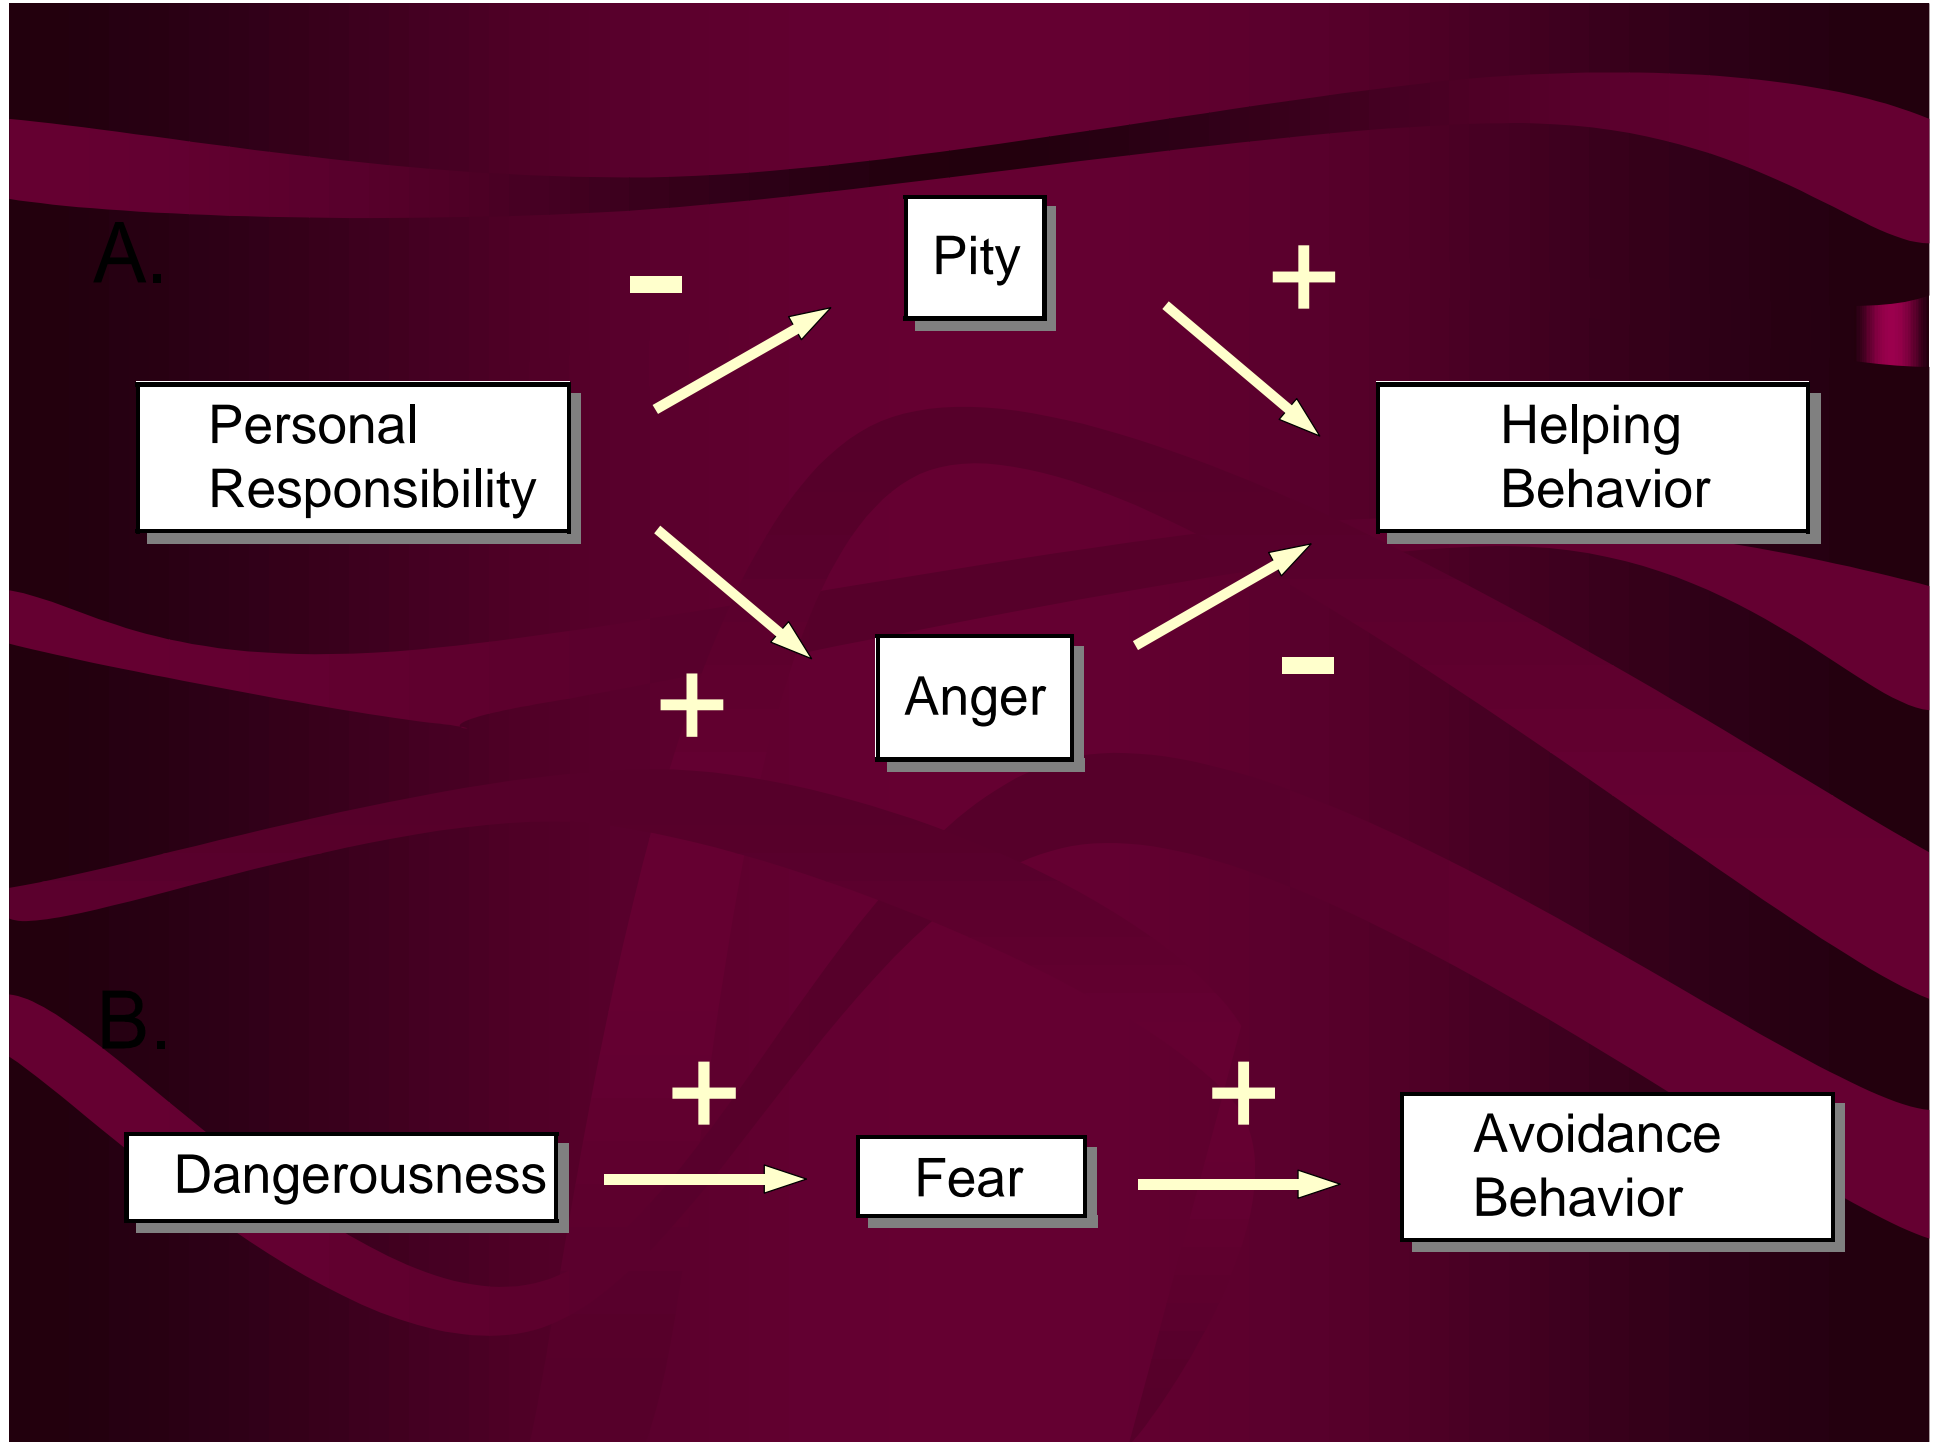 A.
Pity
−
+
Personal
Responsibility
Helping
Behavior
Anger
+
−
B.
+
+
Dangerousness
Fear
Avoidance
Behavior